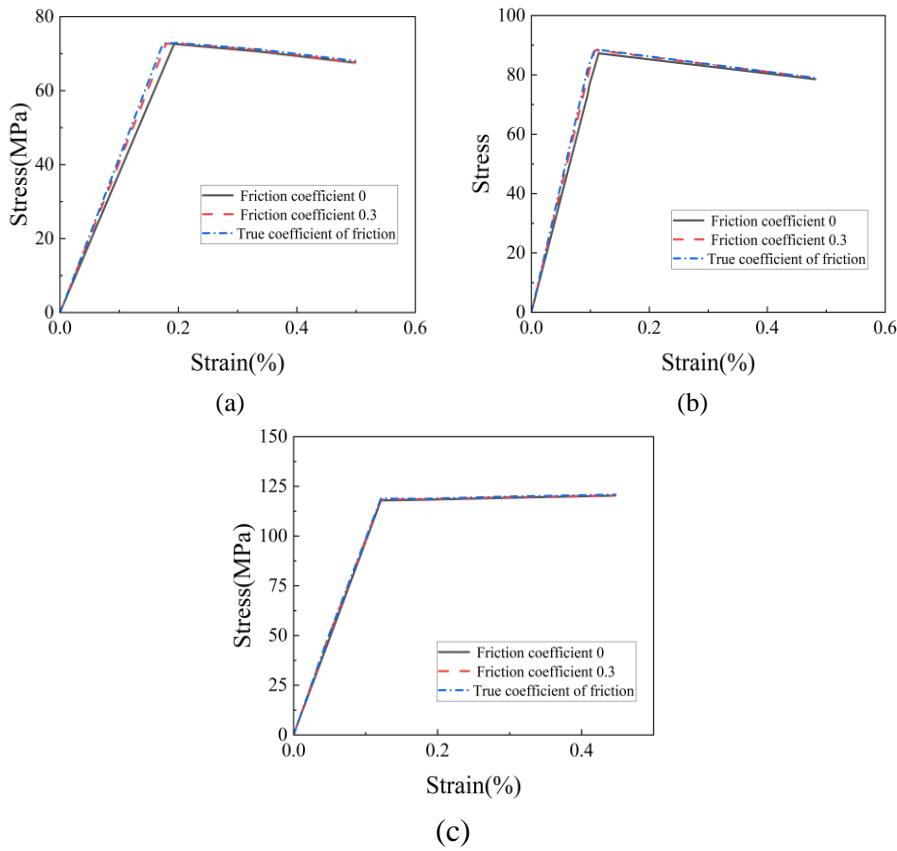 80
60
40
20
0
0.0 0.2 0.4 0.6
Stress(MPa)
Strain(%)
Friction coefficient 0
Friction coefficient 0.3
True coefficient of friction
(a)
100
80
60
40
20
0
0.0 0.2 0.4 0.6
Stress
Strain(%)
Friction coefficient 0
Friction coefficient 0.3
True coefficient of friction
(b)
150
125
100
75
50
25
0
0.0 0.2 0.4
Stress(MPa)
Strain(%)
Friction coefficient 0
Friction coefficient 0.3
True coefficient of friction
(c)